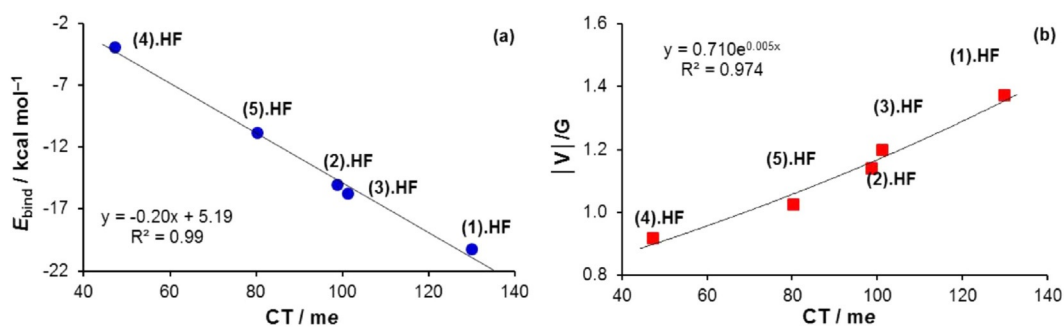 (a)
-2
-7
-12
-17
-22
E_bind / kcal mol⁻¹
(4).HF
(5).HF
(2).HF
(3).HF
(1).HF
y = -0.20x + 5.19
R² = 0.99
40 60 80 100 120 140
CT / me
(b)
1.6
1.4
1.2
1.0
0.8
|V|/G
y = 0.710e^0.005x
R² = 0.974
(1).HF
(3).HF
(5).HF
(2).HF
(4).HF
40 60 80 100 120 140
CT / me